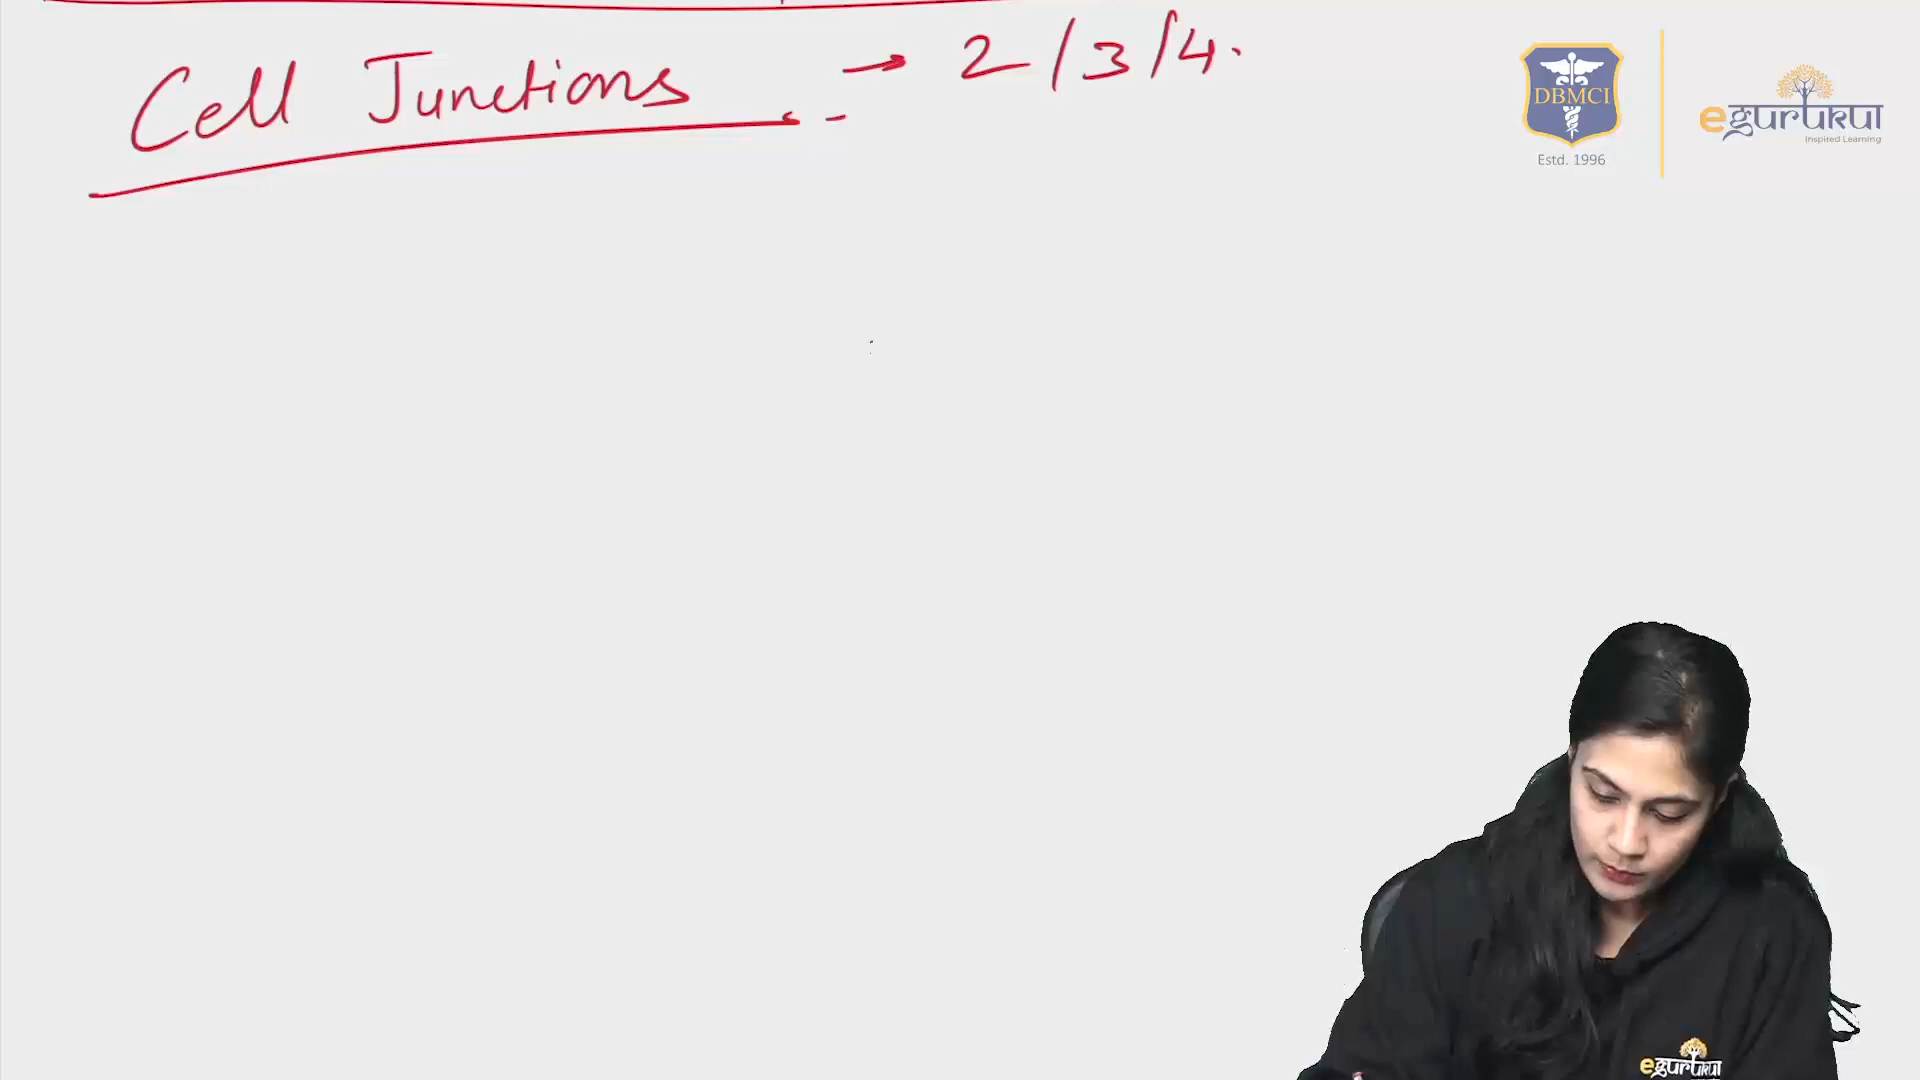 Cell Junctions :- → 2/3/4.
DBMCI
Estd. 1996
egurukul
Inspired Learning
egurukul